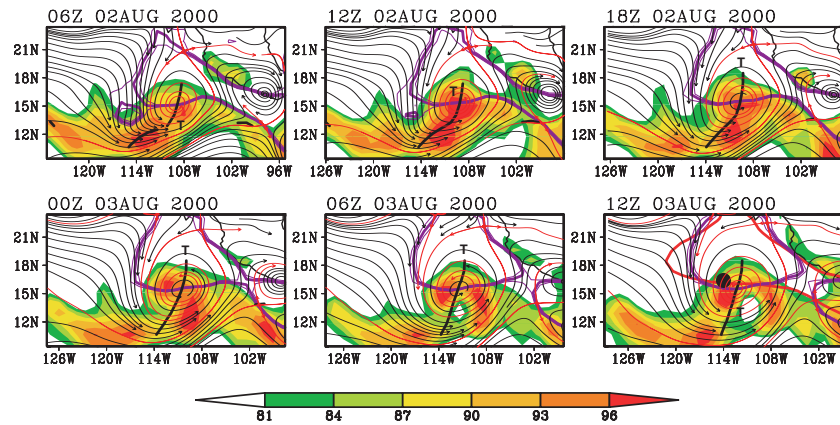 06Z 02AUG 2000 12Z 02AUG 2000 18Z 02AUG 2000
21N 21N 21N
T
18N 18N 18N
T
15N 15N 15N
T
12N 12N 12N
120W 114W 108W 102W 96W 126W 120W 114W 108W 102W 126W 120W 114W 108W 102W
00Z 03AUG 2000 06Z 03AUG 2000 12Z 03AUG 2000
21N 21N 21N
T T
18N 18N 18N
15N 15N 15N
12N 12N T 12N
126W 120W 114W 108W 102W 126W 120W 114W 108W 102W 126W 120W 114W 108W 102W
81 84 87 90 93 96